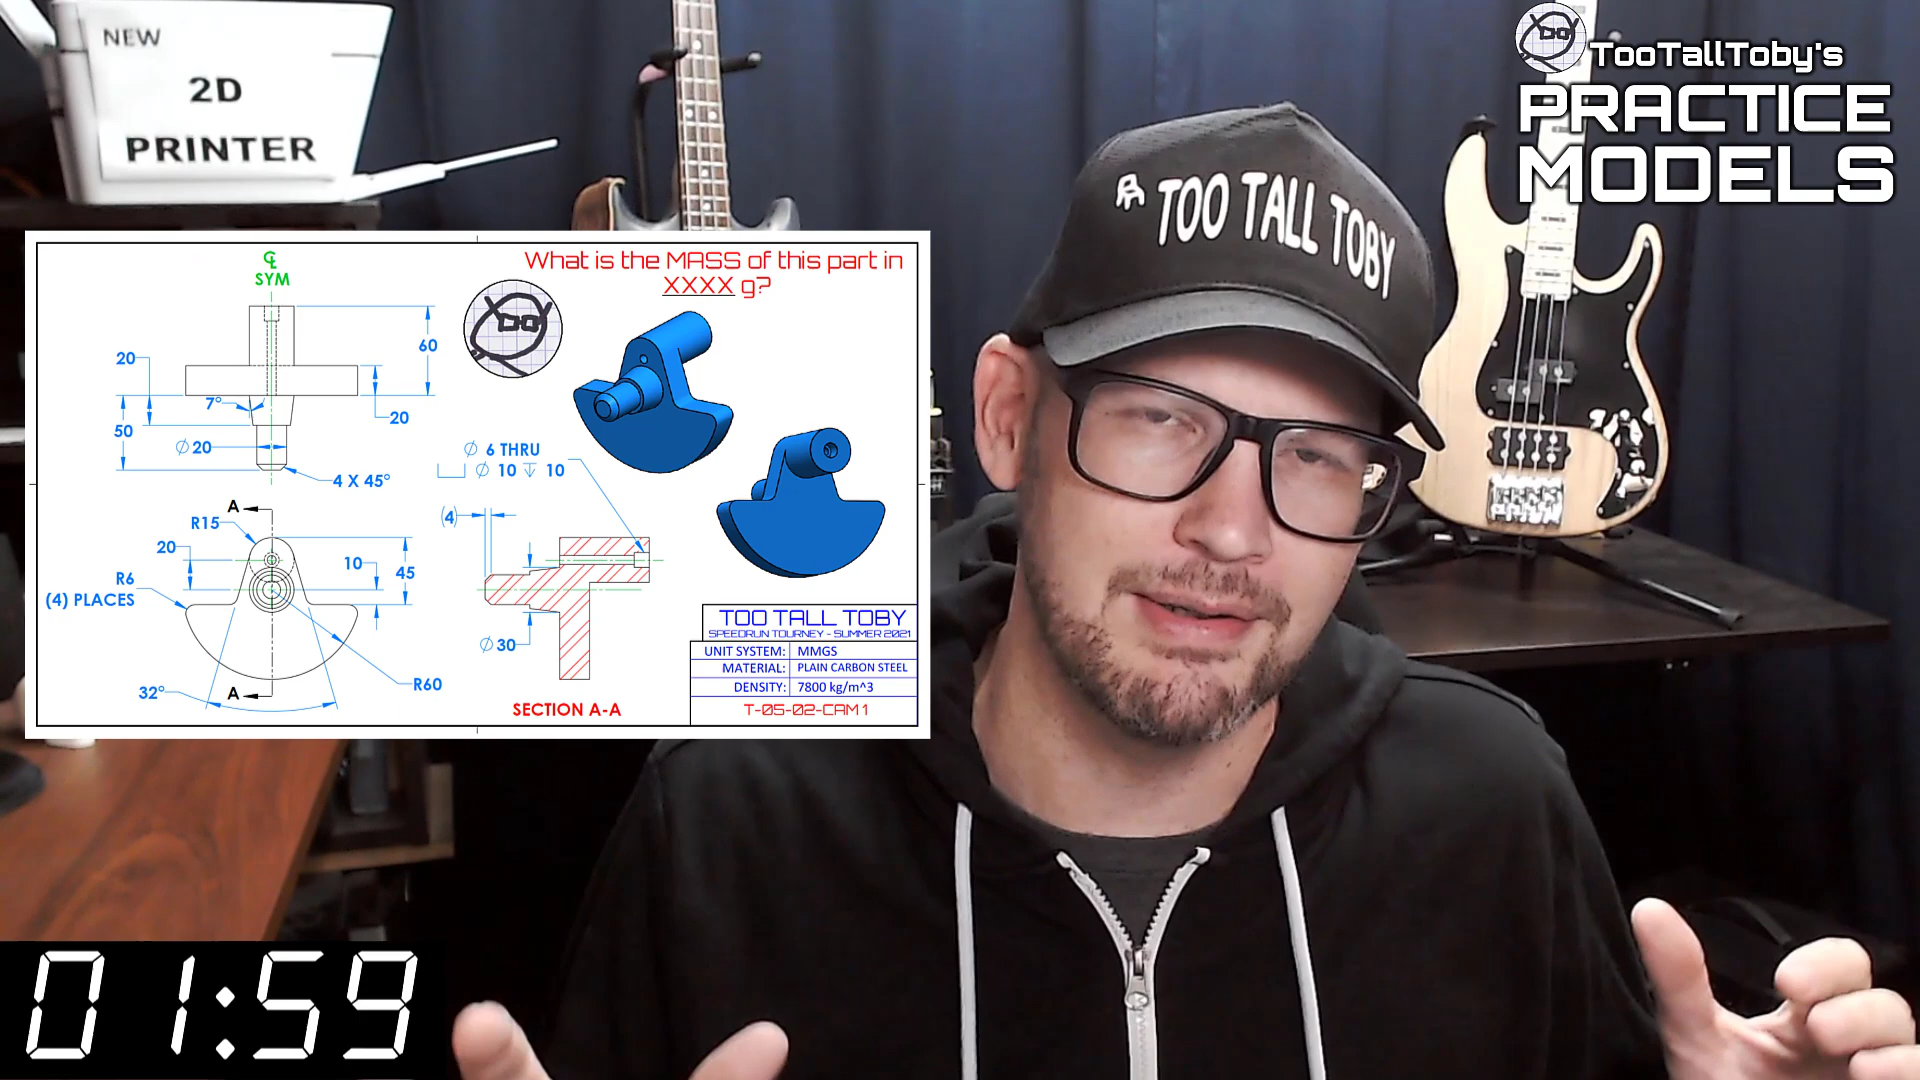 NEW
2D
PRINTER
TooTallToby's
PRACTICE
MODELS
TOO TALL TOBY
What is the MASS of this part in
XXXX g?
℄
SYM
20
60
7°
20
50
∅ 20
4 X 45°
∅ 6 THRU
⌴ ∅ 10 ↧ 10
A
R15
20
10
45
R6
(4) PLACES
32°
A
R60
(4)
∅ 30
SECTION A-A
TOO TALL TOBY
SPEEDRUN TOURNEY - SUMMER 2021
UNIT SYSTEM: MMGS
MATERIAL: PLAIN CARBON STEEL
DENSITY: 7800 kg/m^3
T-05-02-CAM 1
01:59